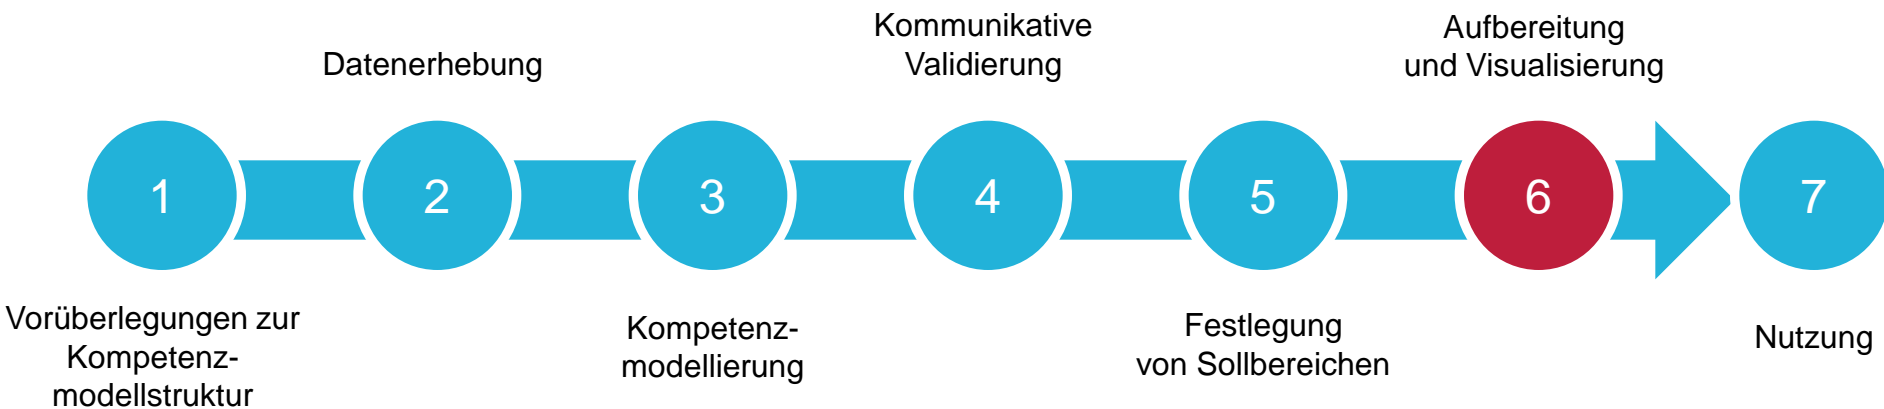 Kommunikative
Validierung
Aufbereitung
und Visualisierung
Datenerhebung
1
2
3
4
5
6
7
Vorüberlegungen zur
Kompetenz-
modellstruktur
Kompetenz-
modellierung
Festlegung
von Sollbereichen
Nutzung